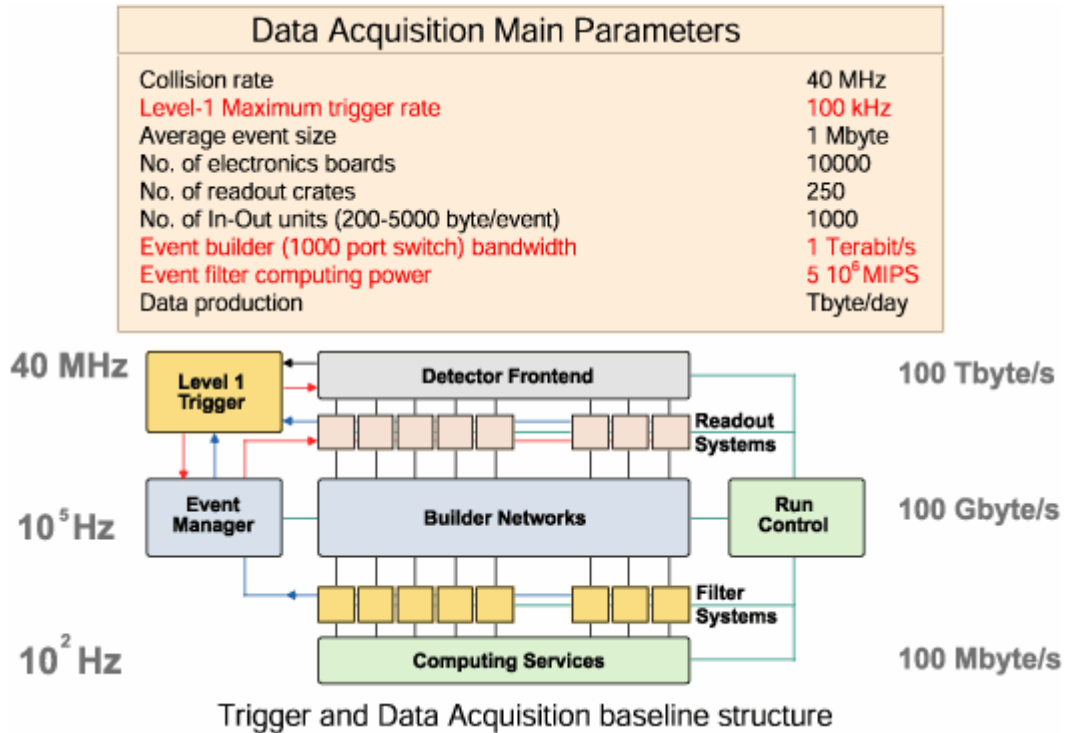 Data Acquisition Main Parameters
Collision rate 40 MHz
Level-1 Maximum trigger rate 100 kHz
Average event size 1 Mbyte
No. of electronics boards 10000
No. of readout crates 250
No. of In-Out units (200-5000 byte/event) 1000
Event builder (1000 port switch) bandwidth 1 Terabit/s
Event filter computing power 5 10⁶ MIPS
Data production Tbyte/day
40 MHz
Level 1
Trigger
Detector Frontend
100 Tbyte/s
Readout
Systems
10⁵ Hz
Event
Manager
Builder Networks
Run
Control
100 Gbyte/s
Filter
Systems
10² Hz
Computing Services
100 Mbyte/s
Trigger and Data Acquisition baseline structure